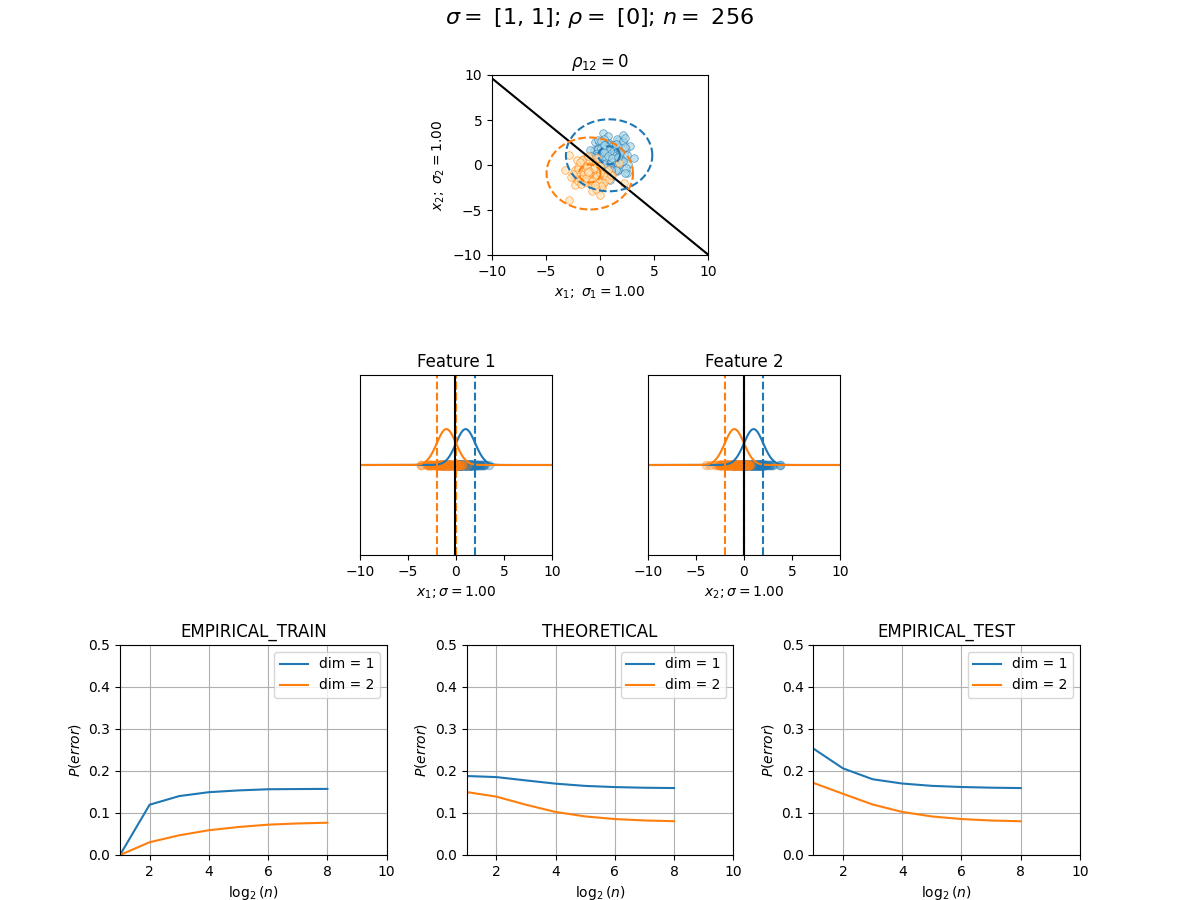 σ = [1, 1]; ρ = [0]; n = 256
ρ₁₂ = 0
10
5
0
−5
−10
x₂; σ₂ = 1.00
−10 −5 0 5 10
x₁; σ₁ = 1.00
Feature 1
−10 −5 0 5 10
x₁; σ = 1.00
Feature 2
−10 −5 0 5 10
x₂; σ = 1.00
EMPIRICAL_TRAIN
0.5
0.4
0.3
0.2
0.1
0.0
P(error)
dim = 1
dim = 2
2 4 6 8 10
log₂(n)
THEORETICAL
0.5
0.4
0.3
0.2
0.1
0.0
P(error)
dim = 1
dim = 2
2 4 6 8 10
log₂(n)
EMPIRICAL_TEST
0.5
0.4
0.3
0.2
0.1
0.0
P(error)
dim = 1
dim = 2
2 4 6 8 10
log₂(n)